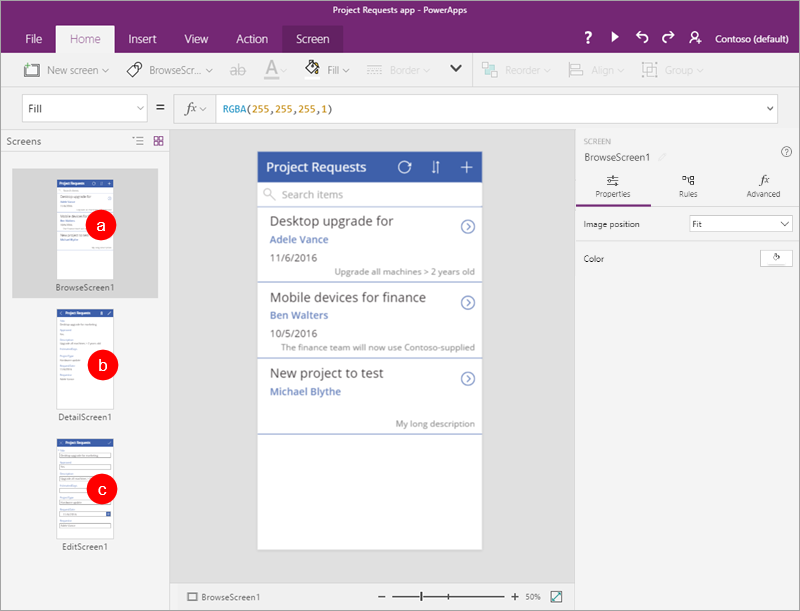 Project Requests app - PowerApps
File Home Insert View Action Screen ? Contoso (default)
New screen BrowseScr... ab A Fill Border Reorder Align Group
Fill = fx RGBA(255,255,255,1)
Screens
a
BrowseScreen1
b
DetailScreen1
c
EditScreen1
Project Requests
Search items
Desktop upgrade for
Adele Vance
11/6/2016
Upgrade all machines > 2 years old
Mobile devices for finance
Ben Walters
10/5/2016
The finance team will now use Contoso-supplied
New project to test
Michael Blythe
My long description
SCREEN
BrowseScreen1
?
Properties Rules fx Advanced
Image position Fit
Color
BrowseScreen1 50%